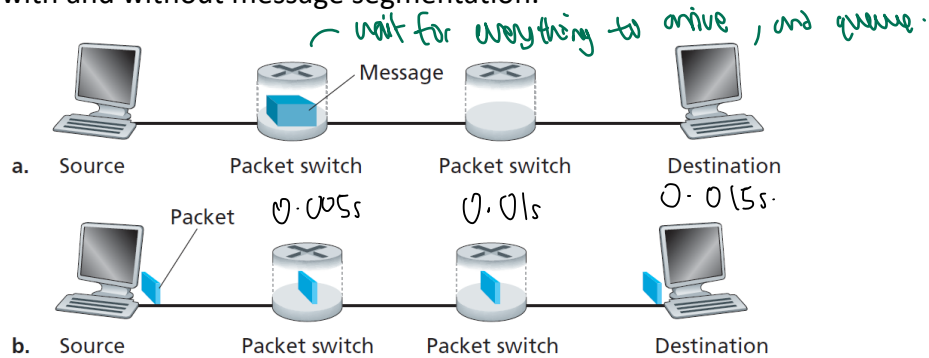 with and without message segmentation.
wait for everything to arrive, and queue.
Message
a. Source Packet switch Packet switch Destination
Packet 0.005s 0.01s 0.015s.
b. Source Packet switch Packet switch Destination